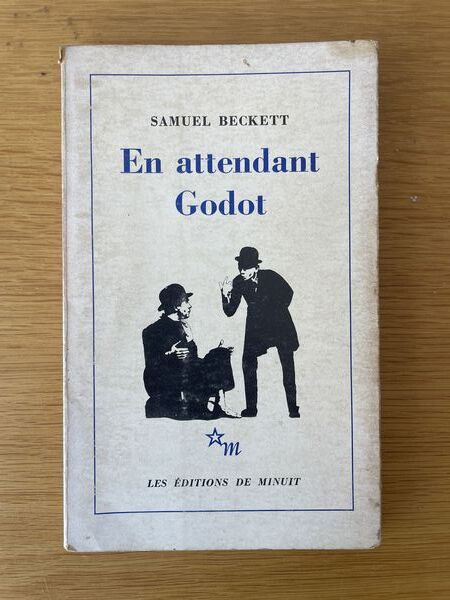 SAMUEL BECKETT
En attendant
Godot
m
LES ÉDITIONS DE MINUIT